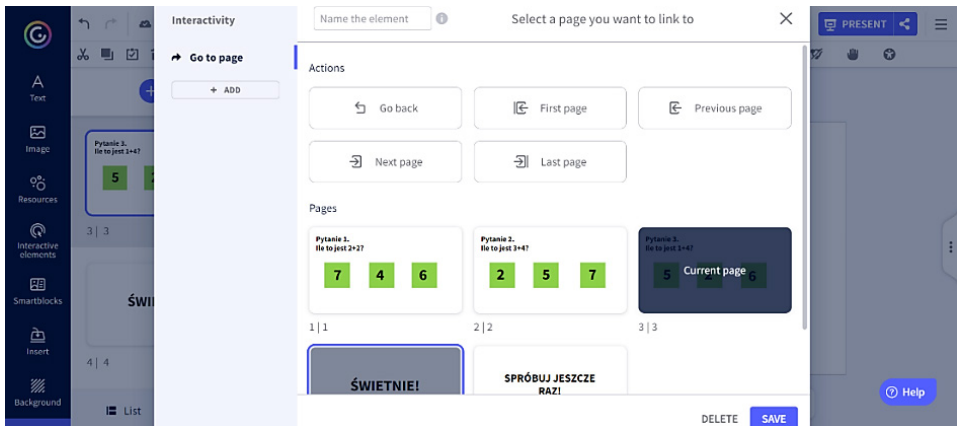 Text
Image
Resources
Interactive
elements
Smartblocks
Insert
Background
Pytanie 3.
Ile to jest 1+4?
5
3 | 3
ŚWI
4 | 4
List
Interactivity
Go to page
+ ADD
Name the element
Select a page you want to link to
Actions
Go back
First page
Previous page
Next page
Last page
Pages
Pytanie 1.
Ile to jest 2+2?
7 4 6
1 | 1
Pytanie 2.
Ile to jest 3+4?
2 5 7
2 | 2
Pytanie 3.
Ile to jest 1+4?
5 2 6
Current page
3 | 3
ŚWIETNIE!
SPRÓBUJ JESZCZE
RAZ!
DELETE
SAVE
PRESENT
Help